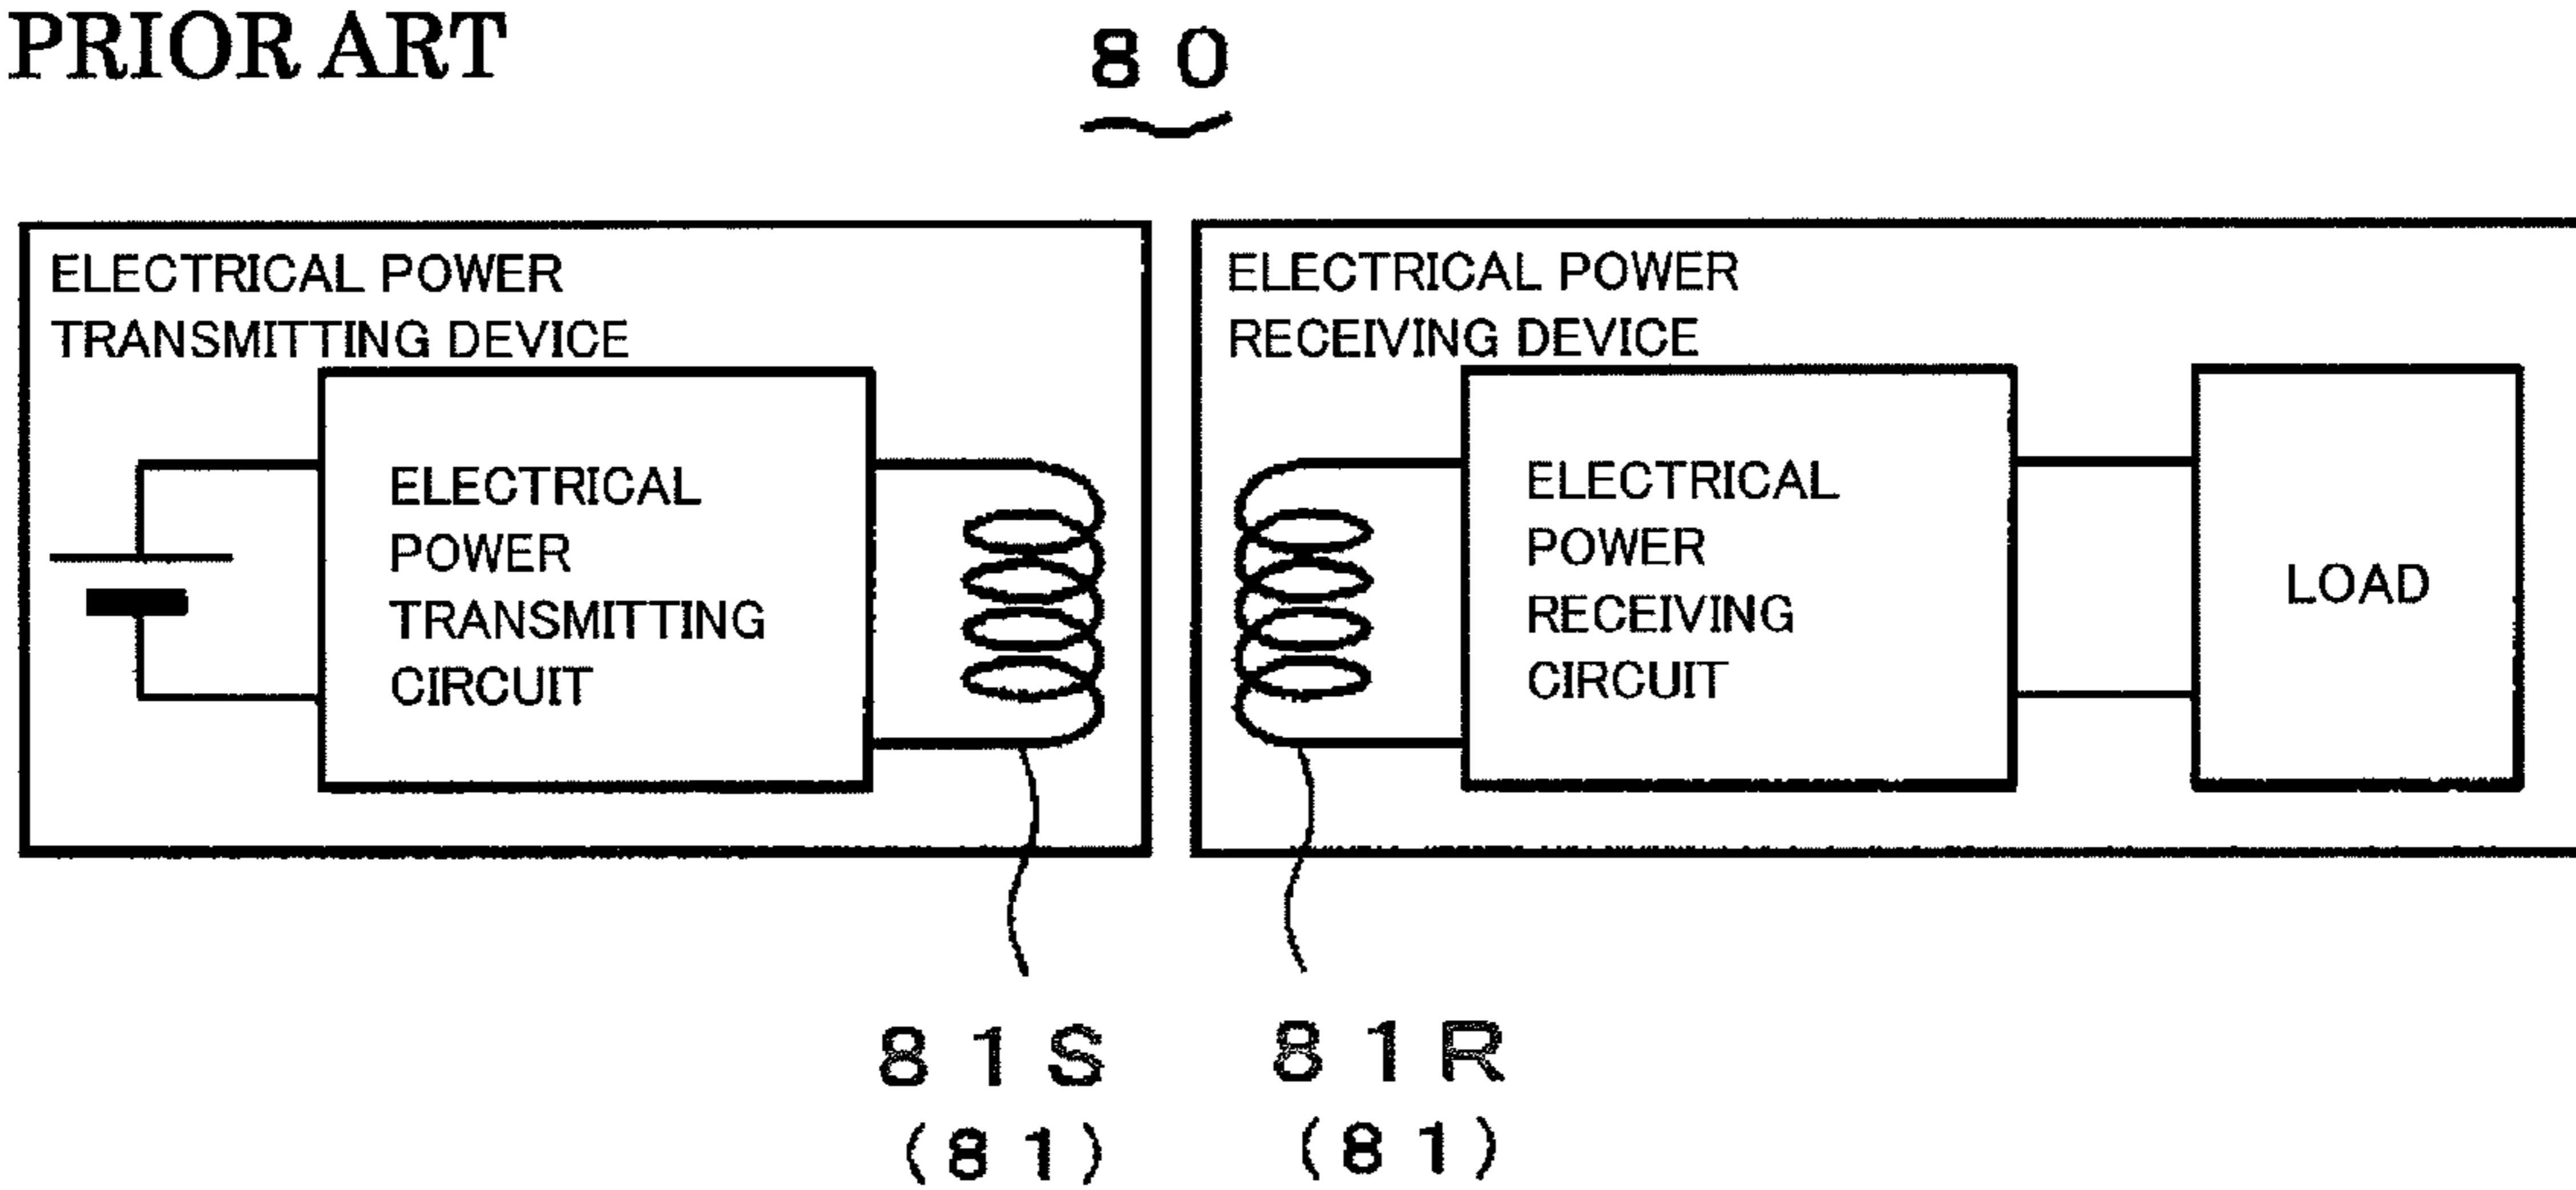 PRIOR ART
80
ELECTRICAL POWER
TRANSMITTING DEVICE
ELECTRICAL
POWER
TRANSMITTING
CIRCUIT
ELECTRICAL POWER
RECEIVING DEVICE
ELECTRICAL
POWER
RECEIVING
CIRCUIT
LOAD
81S
(81)
81R
(81)